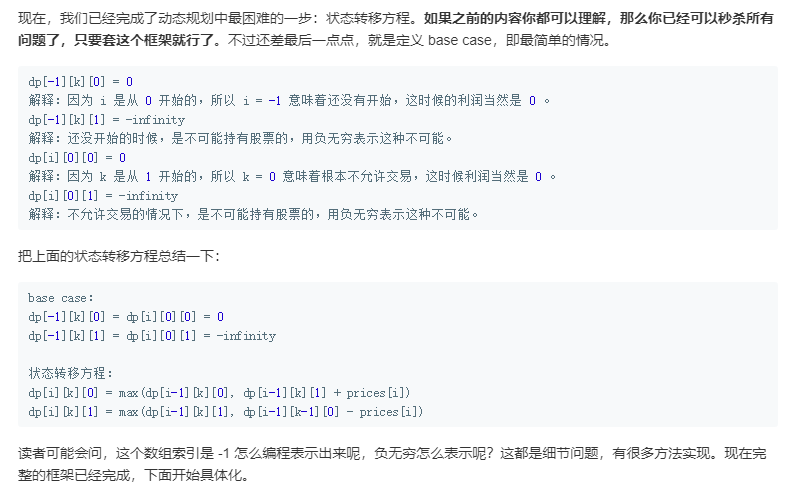 现在，我们已经完成了动态规划中最困难的一步：状态转移方程。如果之前的内容你都可以理解，那么你已经可以秒杀所有
问题了，只要套这个框架就行了。不过还差最后一点点，就是定义 base case，即最简单的情况。
dp[-1][k][0] = 0
解释：因为 i 是从 0 开始的，所以 i = -1 意味着还没有开始，这时候的利润当然是 0 。
dp[-1][k][1] = -infinity
解释：还没开始的时候，是不可能持有股票的，用负无穷表示这种不可能。
dp[i][0][0] = 0
解释：因为 k 是从 1 开始的，所以 k = 0 意味着根本不允许交易，这时候利润当然是 0 。
dp[i][0][1] = -infinity
解释：不允许交易的情况下，是不可能持有股票的，用负无穷表示这种不可能。
把上面的状态转移方程总结一下：
base case：
dp[-1][k][0] = dp[i][0][0] = 0
dp[-1][k][1] = dp[i][0][1] = -infinity
状态转移方程：
dp[i][k][0] = max(dp[i-1][k][0], dp[i-1][k][1] + prices[i])
dp[i][k][1] = max(dp[i-1][k][1], dp[i-1][k-1][0] - prices[i])
读者可能会问，这个数组索引是 -1 怎么编程表示出来呢，负无穷怎么表示呢？这都是细节问题，有很多方法实现。现在完
整的框架已经完成，下面开始具体化。